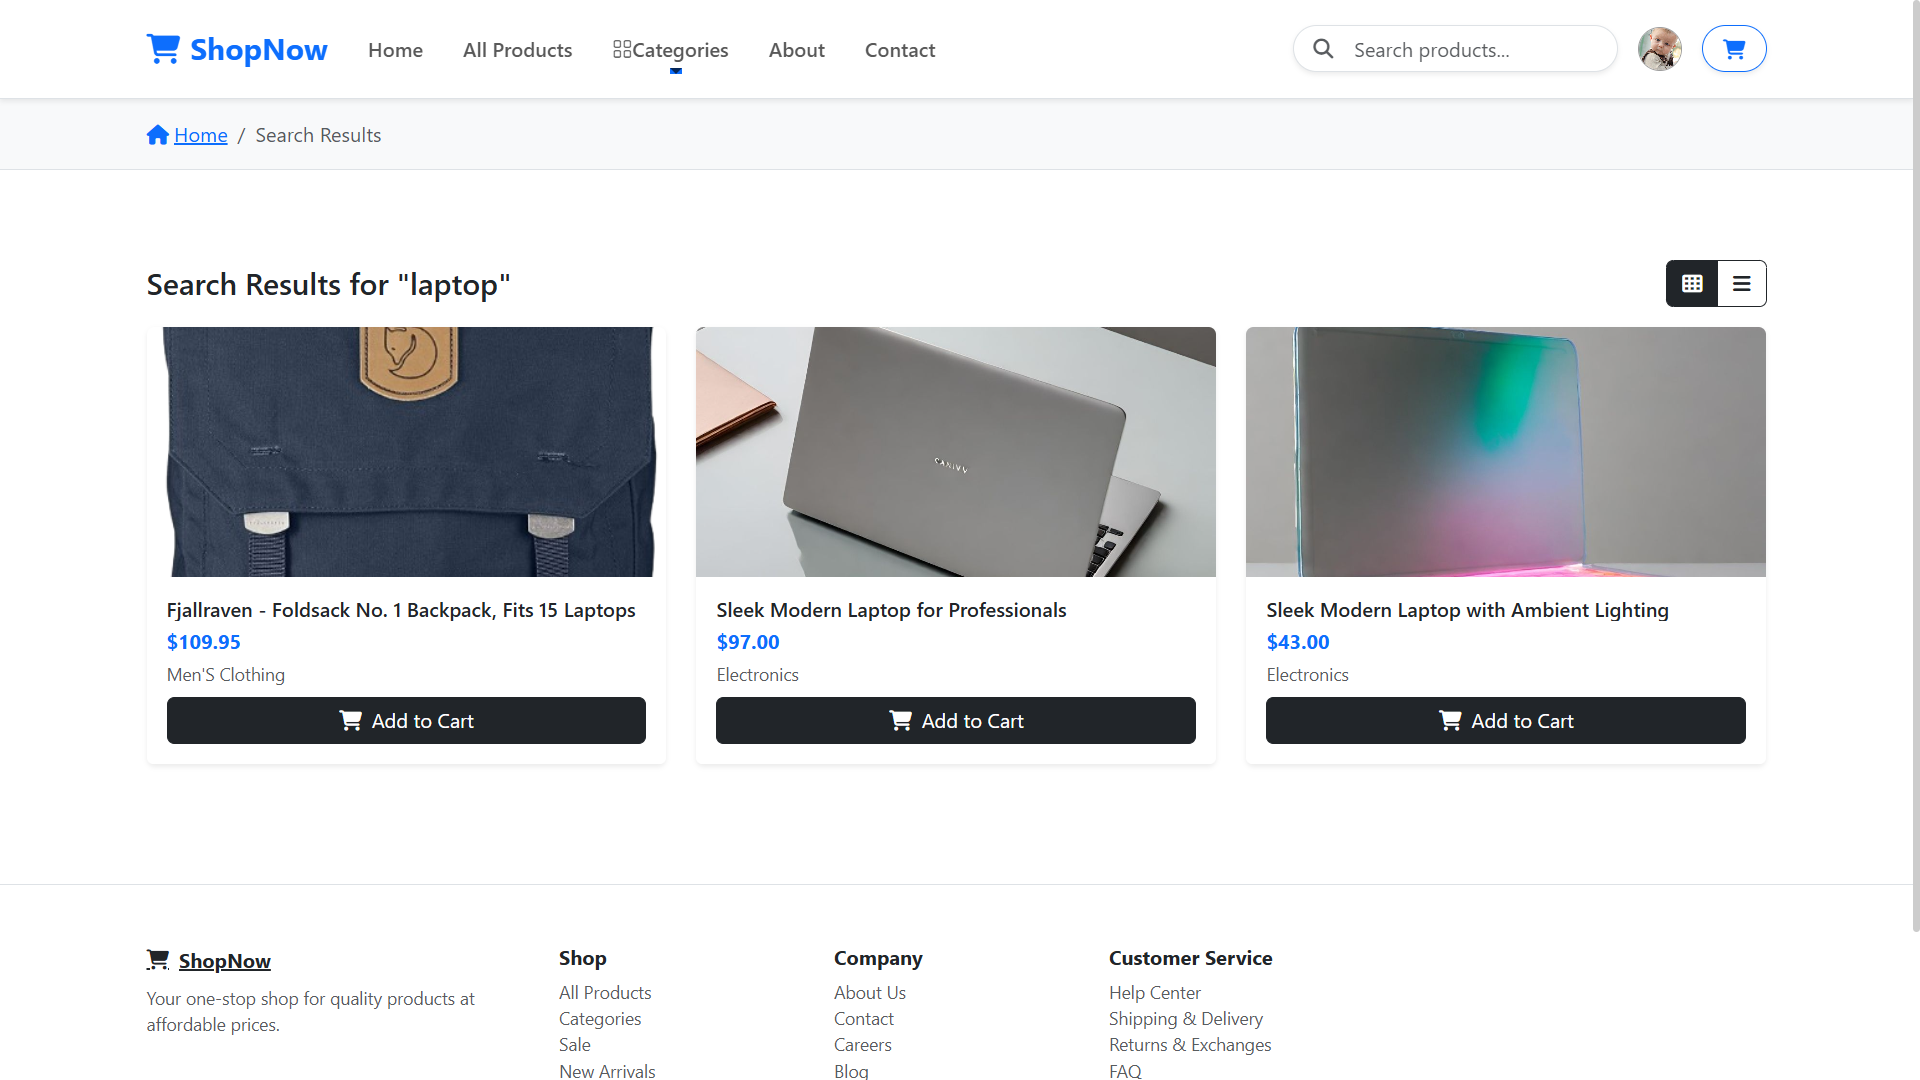 ShopNow
Home
All Products
Categories
About
Contact
Search products...
Home / Search Results
Search Results for "laptop"
CANIVV
Fjallraven - Foldsack No. 1 Backpack, Fits 15 Laptops
$109.95
Men'S Clothing
Add to Cart
Sleek Modern Laptop for Professionals
$97.00
Electronics
Add to Cart
Sleek Modern Laptop with Ambient Lighting
$43.00
Electronics
Add to Cart
ShopNow
Your one-stop shop for quality products at
affordable prices.
Shop
All Products
Categories
Sale
New Arrivals
Company
About Us
Contact
Careers
Blog
Customer Service
Help Center
Shipping & Delivery
Returns & Exchanges
FAQ